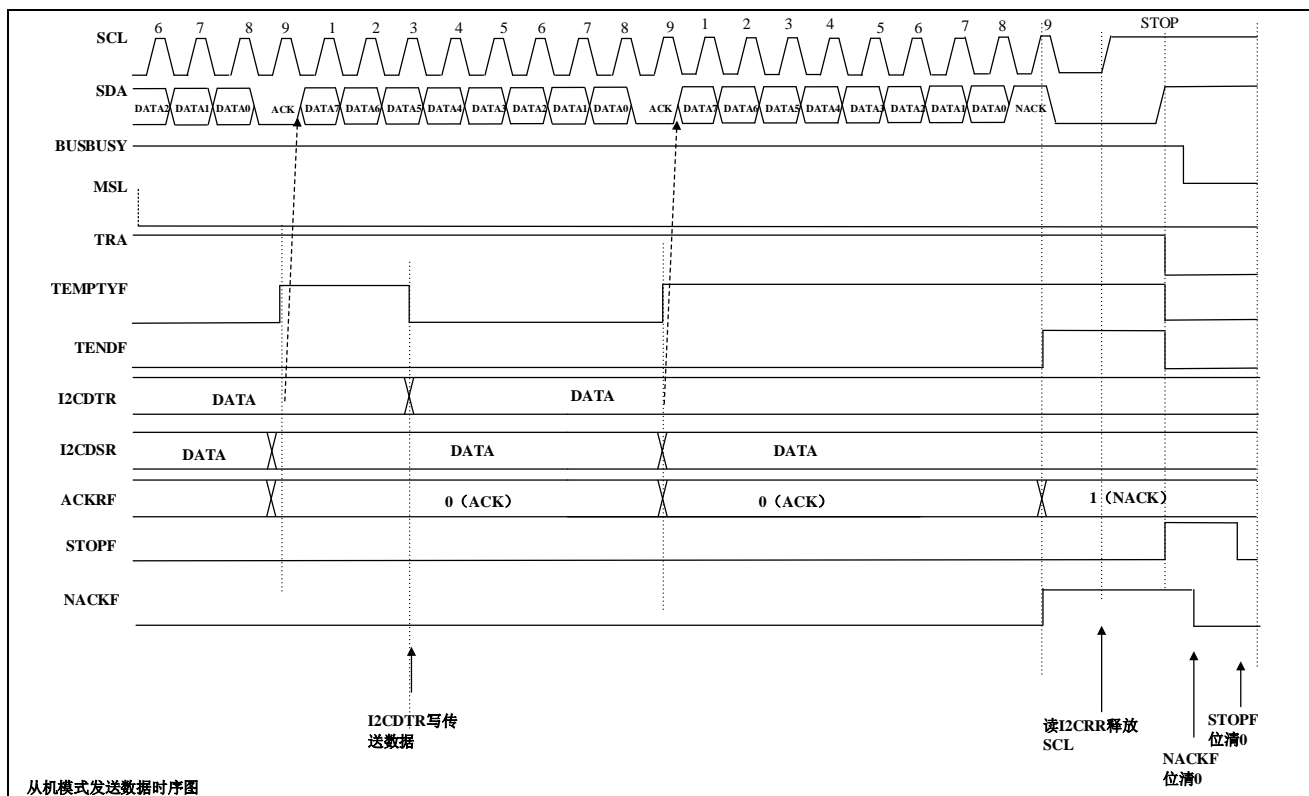 6 7 8 9 1 2 3 4 5 6 7 8 9 1 2 3 4 5 6 7 8 9 STOP
SCL
SDA
DATA2 DATA1 DATA0 ACK DATA7 DATA6 DATA5 DATA4 DATA3 DATA2 DATA1 DATA0 ACK DATA7 DATA6 DATA5 DATA4 DATA3 DATA2 DATA1 DATA0 NACK
BUSBUSY
MSL
TRA
TEMPTYF
TENDF
I2CDTR DATA DATA
I2CDSR DATA DATA DATA
ACKRF 0（ACK） 0（ACK） 1（NACK）
STOPF
NACKF
I2CDTR写传
送数据
读I2CRR释放
SCL
NACKF
位清0
STOPF
位清0
从机模式发送数据时序图